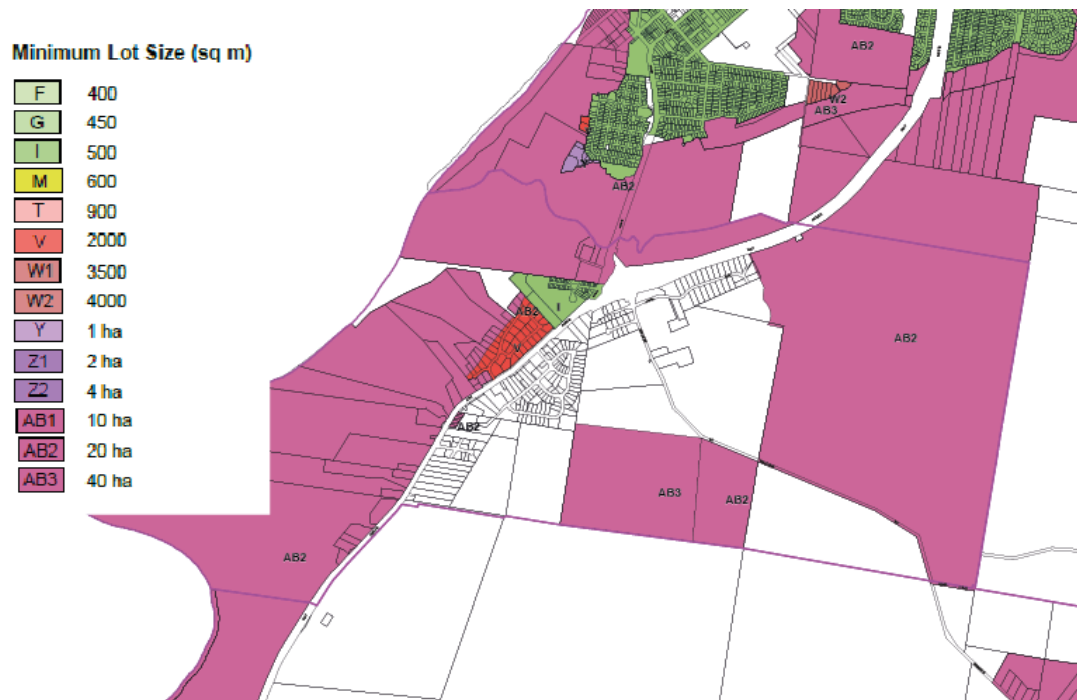 Minimum Lot Size (sq m)
F 400
G 450
I 500
M 600
T 900
V 2000
W1 3500
W2 4000
Y 1 ha
Z1 2 ha
Z2 4 ha
AB1 10 ha
AB2 20 ha
AB3 40 ha
AB2
W2
AB3
AB2
AB2
I
V
AB2
AB2
AB3
AB2
AB2